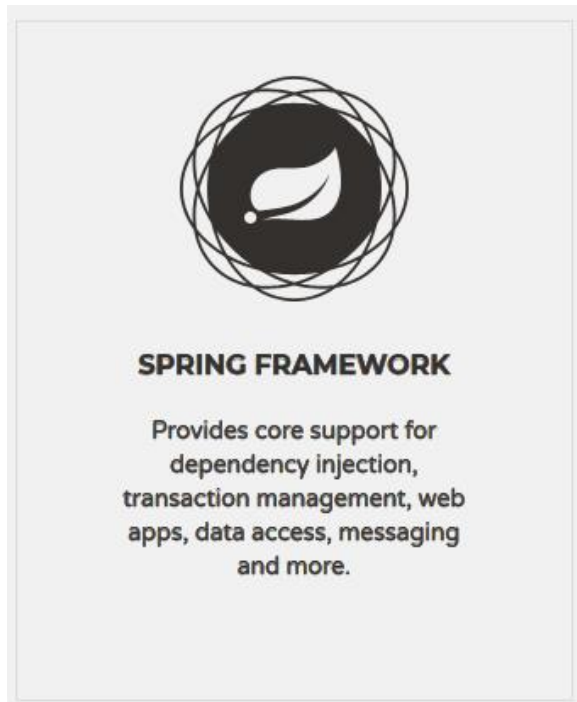 SPRING FRAMEWORK
Provides core support for
dependency injection,
transaction management, web
apps, data access, messaging
and more.